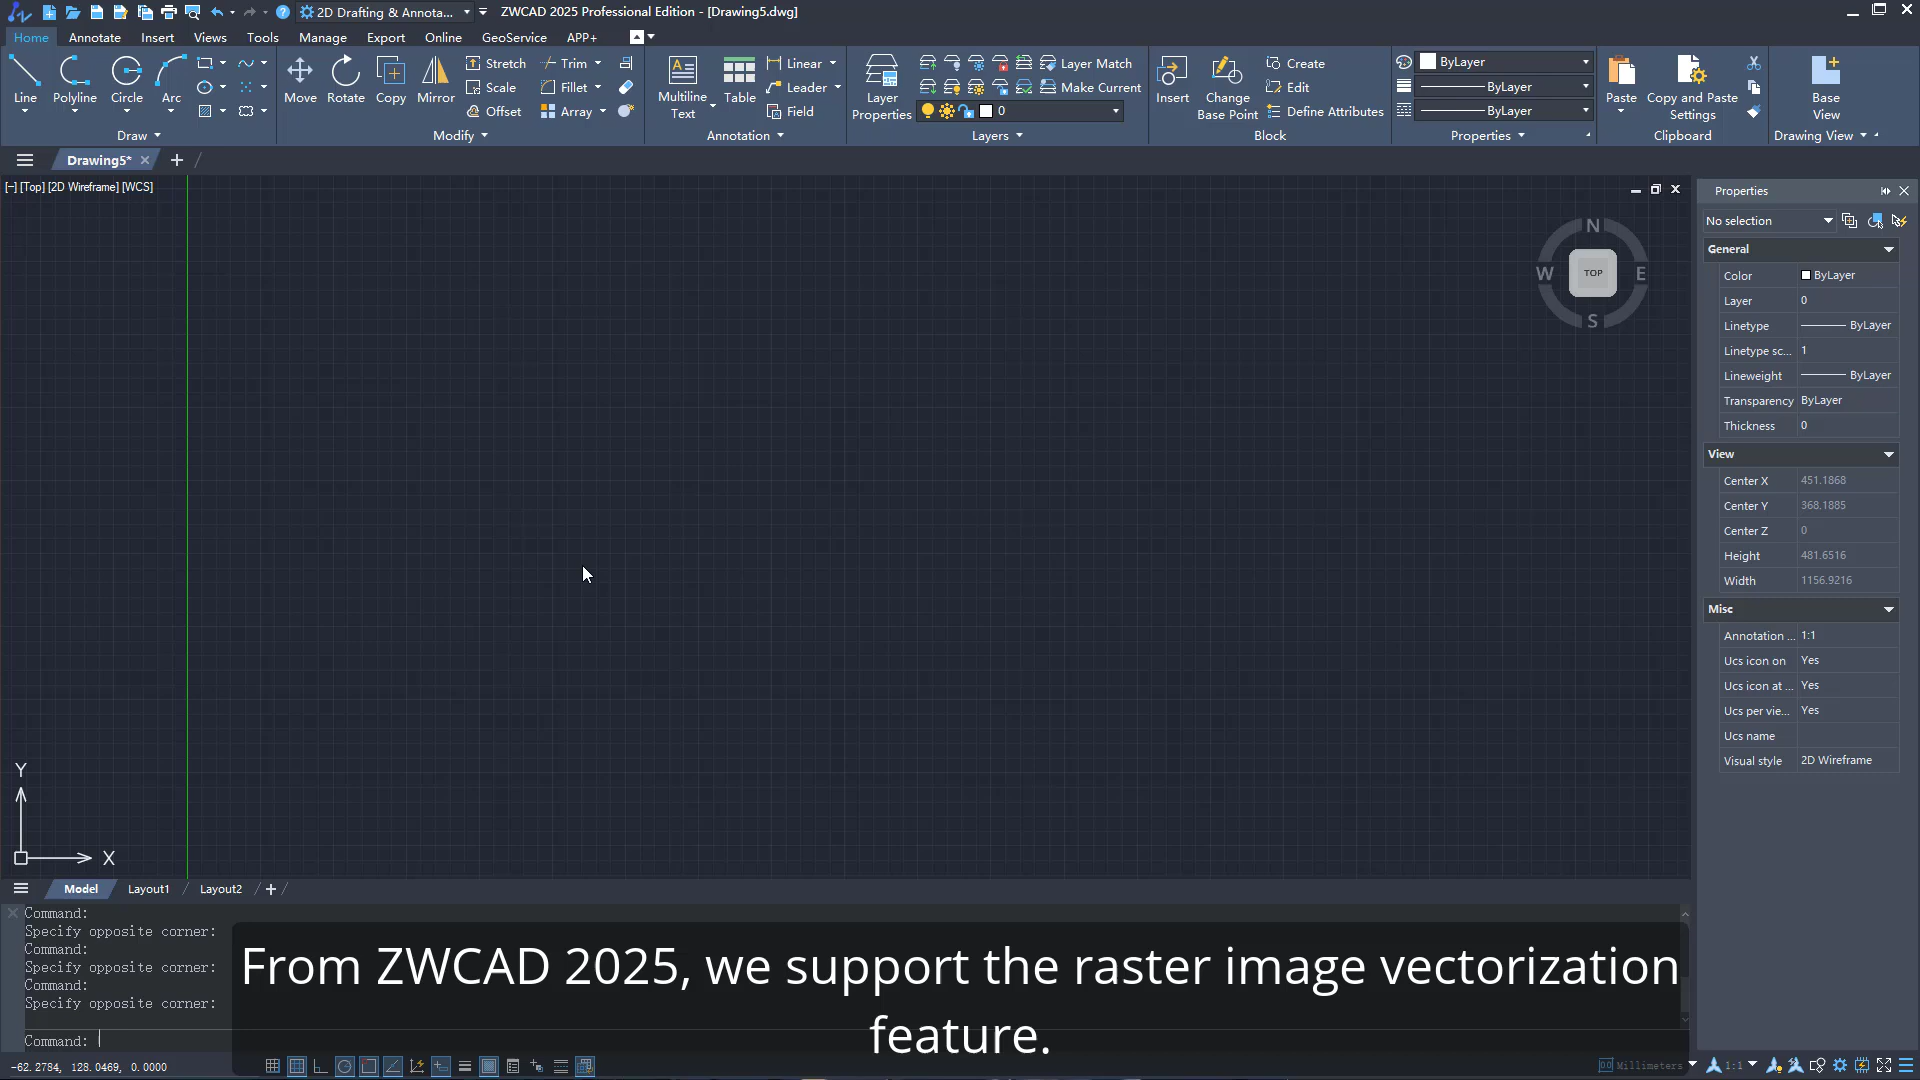 2D Drafting & Annota...
ZWCAD 2025 Professional Edition - [Drawing5.dwg]
Home Annotate Insert Views Tools Manage Export Online GeoService APP+
Line
Polyline
Circle
Arc
Draw
Move
Rotate
Copy
Mirror
Stretch
Scale
Offset
Trim
Fillet
Array
Modify
Multiline
Text
Table
Linear
Leader
Field
Annotation
Layer
Properties
Layer Match
Make Current
0
Layers
Insert
Change
Base Point
Create
Edit
Define Attributes
Block
ByLayer
ByLayer
ByLayer
Properties
Paste
Copy and Paste
Settings
Clipboard
Base
View
Drawing View
Drawing5*
[−] [Top] [2D Wireframe] [WCS]
N
W
TOP
E
S
Y
X
Properties
No selection
General
Color ByLayer
Layer 0
Linetype ByLayer
Linetype sc... 1
Lineweight ByLayer
Transparency ByLayer
Thickness 0
View
Center X 451.1868
Center Y 368.1885
Center Z 0
Height 481.6516
Width 1156.9216
Misc
Annotation ... 1:1
Ucs icon on Yes
Ucs icon at ... Yes
Ucs per vie... Yes
Ucs name
Visual style 2D Wireframe
Model Layout1 Layout2
Command:
Specify opposite corner:
Command:
Specify opposite corner:
Command:
Specify opposite corner:
Command:
From ZWCAD 2025, we support the raster image vectorization
feature.
-62.2784, 128.0469, 0.0000
Millimeters
1:1